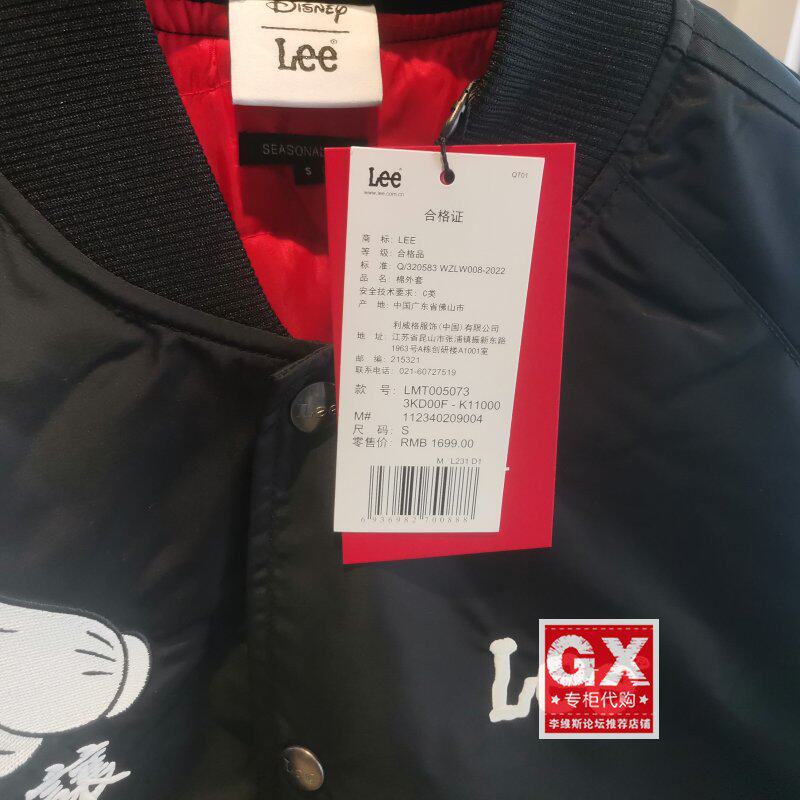 DISNEY
Lee
SEASONAL
S
Lee
www.lee.com.cn
QT01
合格证
商 标: LEE
等 级: 合格品
标 准: Q/320583 WZLW008-2022
品 名: 棉外套
安全技术要求: C类
产 地: 中国广东省佛山市
利威格服饰(中国)有限公司
地 址: 江苏省昆山市张浦镇振新东路
1963号A栋创研楼A1001室
邮 编: 215321
联系电话: 021-60727519
款 号: LMT005073
3KD00F - K11000
M# 112340209004
尺 码: S
零售价: RMB 1699.00
M L231 D1
6 936982 700888
Lee
Lee
GX
★专柜代购★
李维斯论坛推荐店铺
Lee